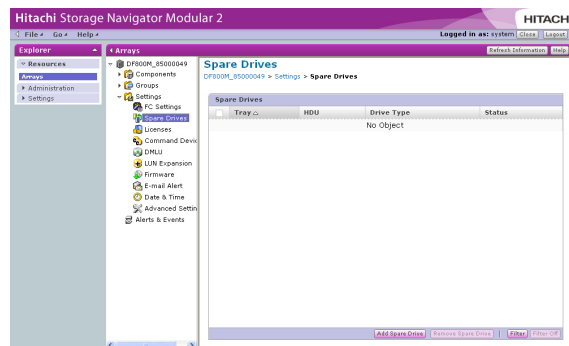 Hitachi Storage Navigator Modular 2
HITACH
File Go Help
Logged in as: system Close Logout
Explorer
Arrays
Refresh Information Help
Resources
Arrays
Administration
Settings
DF800M_85000049
Components
Groups
Settings
FC Settings
Spare Drives
Licenses
Command Devic
DMLU
LUN Expansion
Firmware
E-mail Alert
Date & Time
Advanced Settin
Alerts & Events
Spare Drives
DF800M_85000049 > Settings > Spare Drives
Spare Drives
Tray HDU Drive Type Status
No Object
Add Spare Drive Remove Spare Drive | Filter Filter Off